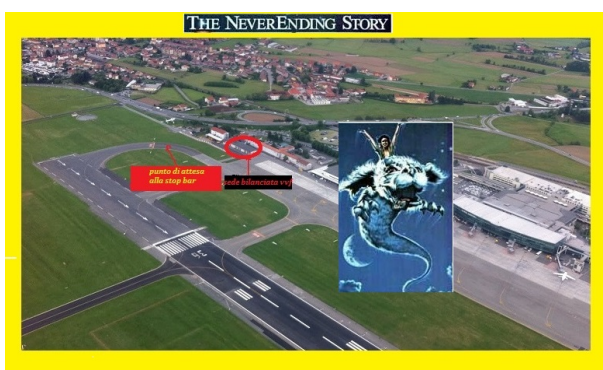 THE NEVERENDING STORY
punto di attesa
alla stop bar
sede bilanciata vvf